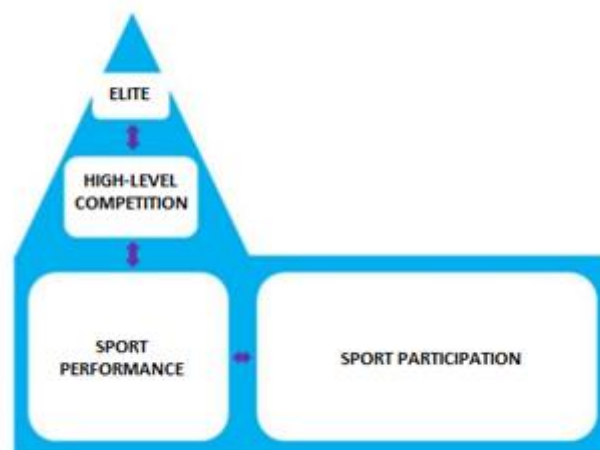 ELITE
HIGH-LEVEL
COMPETITION
SPORT
PERFORMANCE
SPORT PARTICIPATION